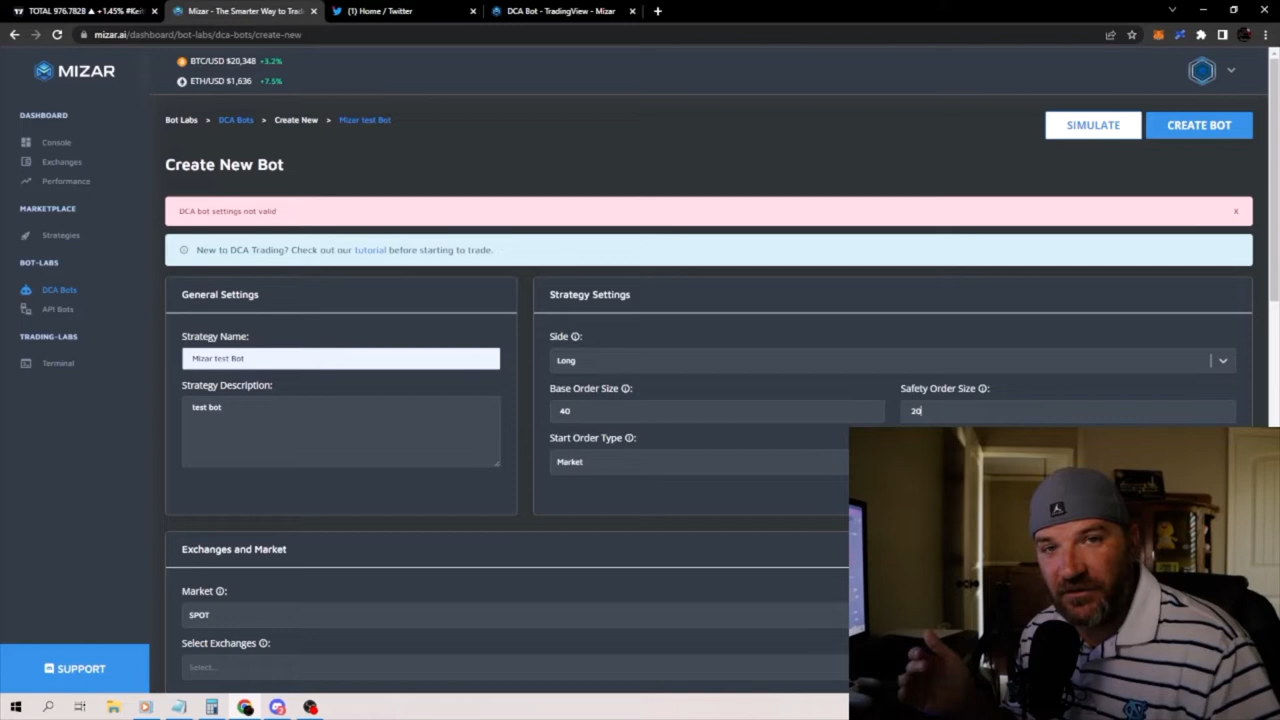 TOTAL 976.782B ▲ +1.45% #Keit
Mizar - The Smarter Way to Trad
(1) Home / Twitter
DCA Bot - TradingView - Mizar
mizar.ai/dashboard/bot-labs/dca-bots/create-new
MIZAR
BTC/USD $20,348 +3.2%
ETH/USD $1,636 +7.5%
DASHBOARD
Console
Exchanges
Performance
MARKETPLACE
Strategies
BOT-LABS
DCA Bots
API Bots
TRADING-LABS
Terminal
SUPPORT
Bot Labs > DCA Bots > Create New > Mizar test Bot
SIMULATE
CREATE BOT
Create New Bot
DCA bot settings not valid
x
New to DCA Trading? Check out our tutorial before starting to trade.
General Settings
Strategy Name:
Mizar test Bot
Strategy Description:
test bot
Strategy Settings
Side
:
Long
Base Order Size
:
Safety Order Size
:
40
20
Start Order Type
:
Market
Exchanges and Market
Market
:
SPOT
Select Exchanges
:
Select...